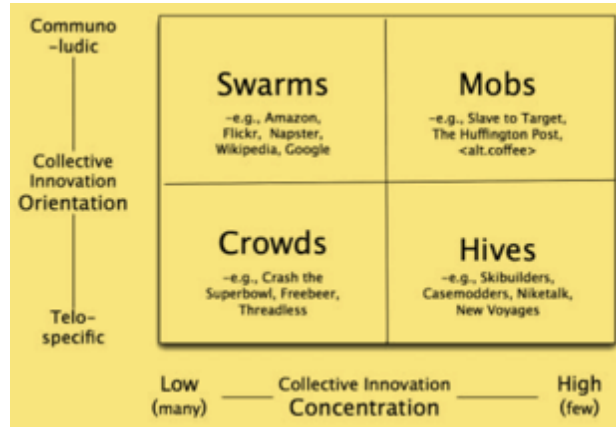 Communo
-ludic
Swarms
-e.g., Amazon,
Flickr, Napster,
Wikipedia, Google
Mobs
-e.g., Slave to Target,
The Huffington Post,
<alt.coffee>
Collective
Innovation
Orientation
Crowds
-e.g., Crash the
Superbowl, Freebeer,
Threadless
Hives
-e.g., Skibuilders,
Casemodders, Niketalk,
New Voyages
Telo-
specific
Low
(many)
Collective Innovation
Concentration
High
(few)